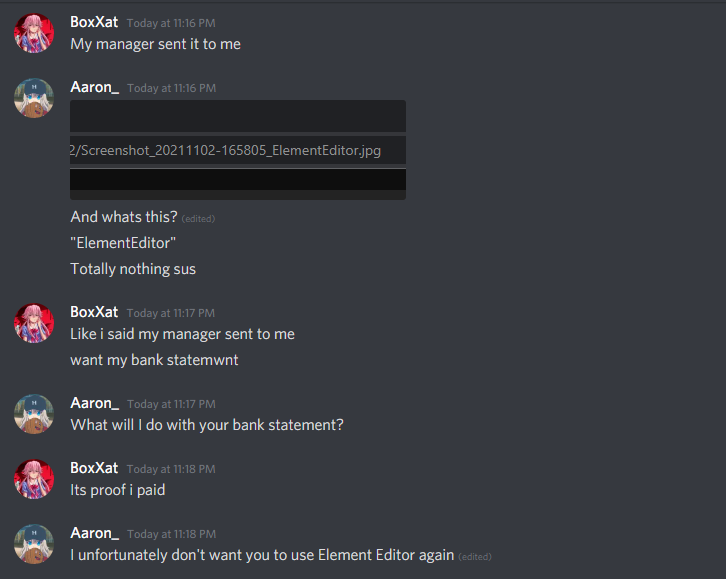 BoxXat Today at 11:16 PM
My manager sent it to me
Aaron_ Today at 11:16 PM
2/Screenshot_20211102-165805_ElementEditor.jpg
And whats this? (edited)
"ElementEditor"
Totally nothing sus
BoxXat Today at 11:17 PM
Like i said my manager sent to me
want my bank statemwnt
Aaron_ Today at 11:17 PM
What will I do with your bank statement?
BoxXat Today at 11:18 PM
Its proof i paid
Aaron_ Today at 11:18 PM
I unfortunately don't want you to use Element Editor again (edited)